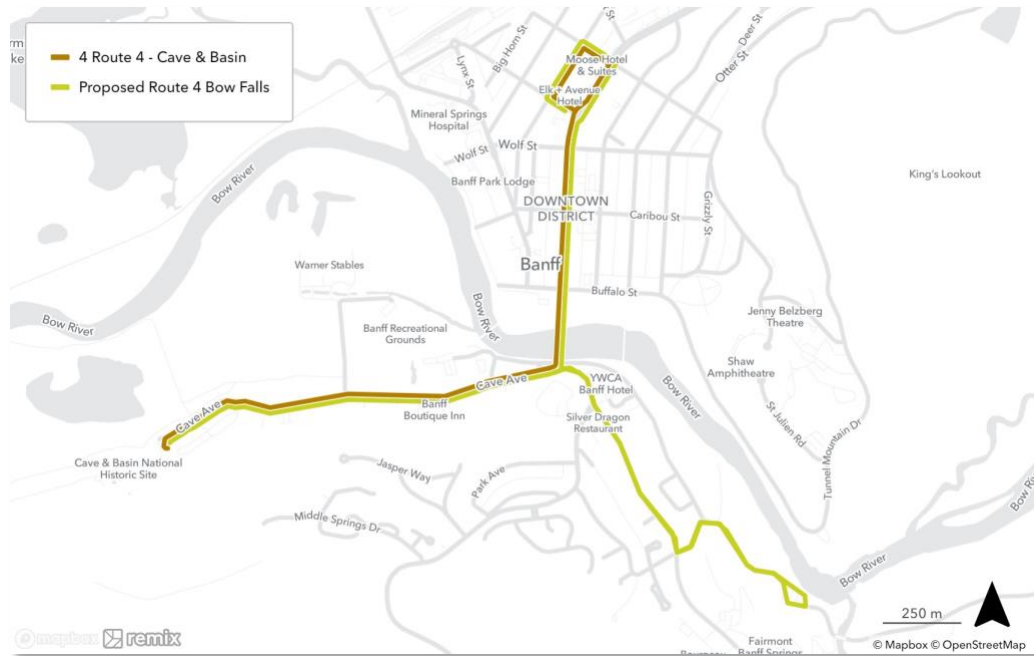 4 Route 4 - Cave & Basin
Proposed Route 4 Bow Falls
rm
ke
Lynx St
Big Horn St
Moose Hotel
& Suites
Elk + Avenue
Hotel
Otter St
Deer St
Mineral Springs
Hospital
Wolf St
Wolf St
Bow River
Banff Park Lodge
King's Lookout
DOWNTOWN
DISTRICT
Caribou St
Grizzly St
Banff
Warner Stables
Buffalo St
Bow River
Bow River
Banff Recreational
Grounds
Jenny Belzberg
Theatre
Shaw
Amphitheatre
Cave Ave
YWCA
Banff Hotel
Bow River
Banff
Boutique Inn
Silver Dragon
Restaurant
Cave Ave
St Julien Rd
Tunnel Mountain Dr
Cave & Basin National
Historic Site
Jasper Way
Park Ave
Middle Springs Dr
Bow Ri
Bow River
250 m
mapbox remix
Fairmont
Banff Springs
© Mapbox © OpenStreetMap